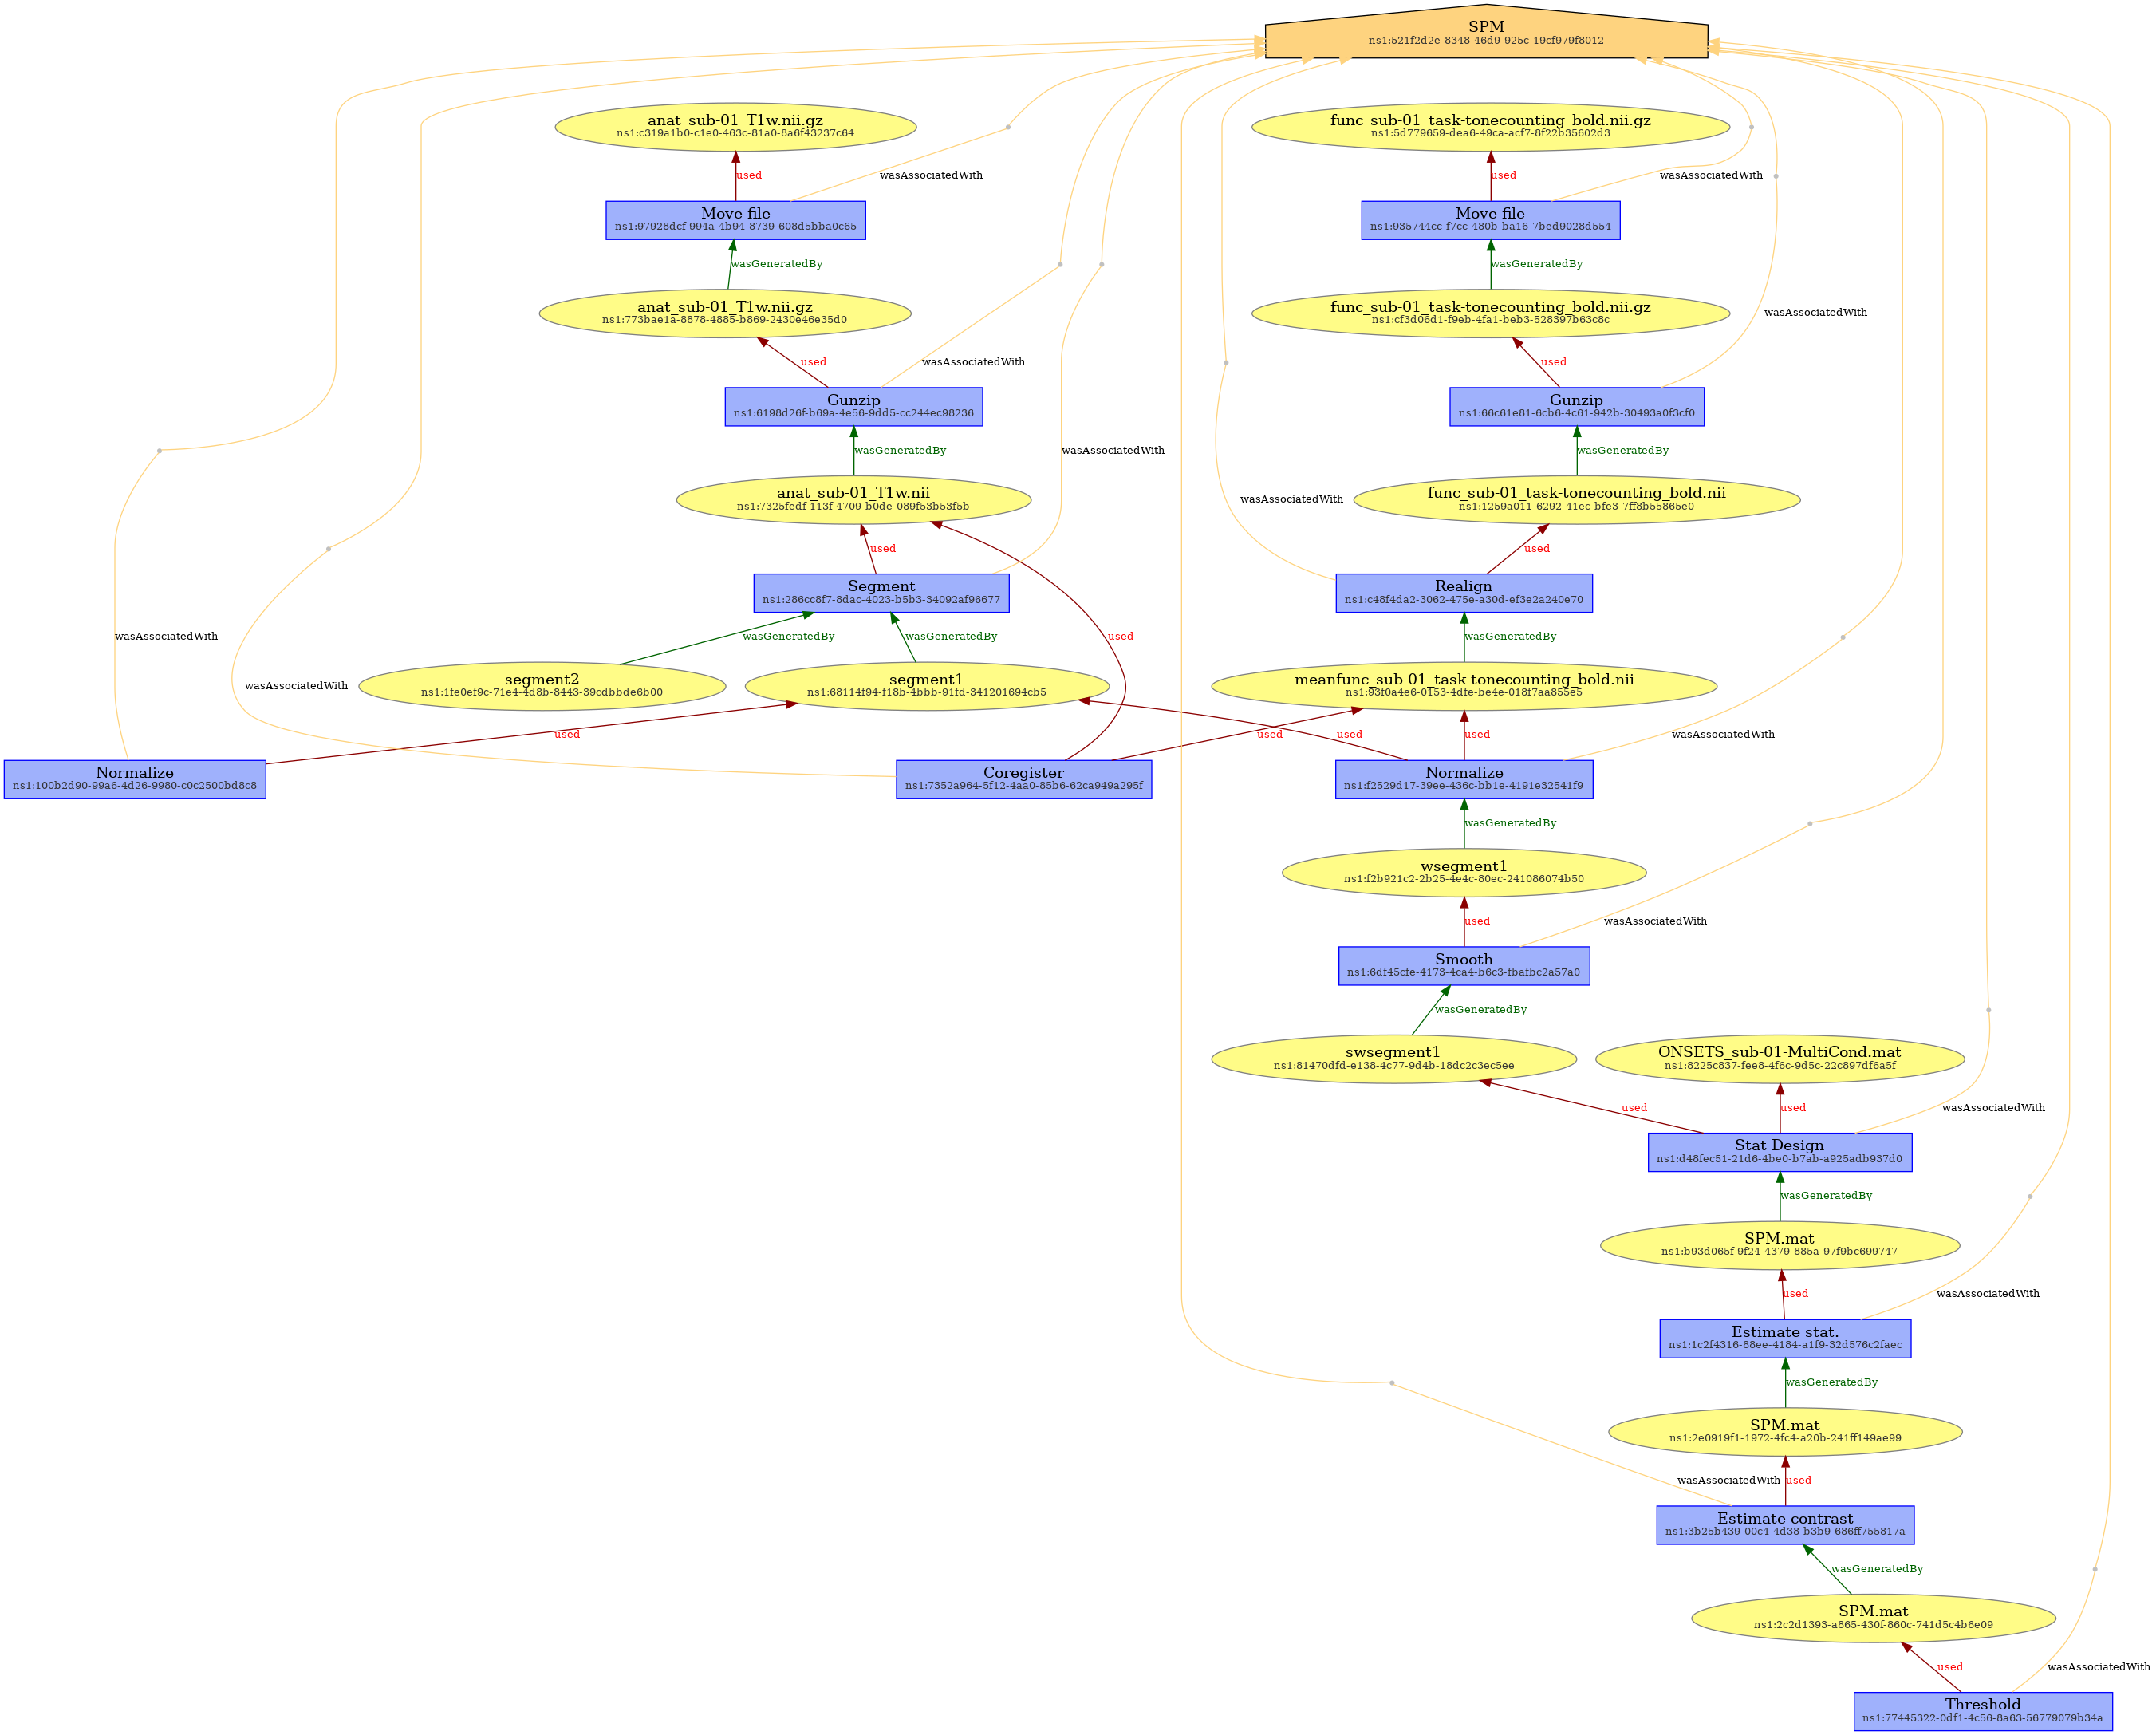 SPM
ns1:521f2d2e-8348-46d9-925c-19cf979f8012
anat_sub-01_T1w.nii.gz
ns1:c319a1b0-c1e0-463c-81a0-8a6f43237c64
func_sub-01_task-tonecounting_bold.nii.gz
ns1:5d779659-dea6-49ca-acf7-8f22b35602d3
used
wasAssociatedWith
used
wasAssociatedWith
Move file
ns1:97928dcf-994a-4b94-8739-608d5bba0c65
Move file
ns1:935744cc-f7cc-480b-ba16-7bed9028d554
wasGeneratedBy
wasGeneratedBy
anat_sub-01_T1w.nii.gz
ns1:773bae1a-8878-4885-b869-2430e46e35d0
func_sub-01_task-tonecounting_bold.nii.gz
ns1:cf3d06d1-f9eb-4fa1-beb3-528397b63c8c
wasAssociatedWith
used
wasAssociatedWith
used
Gunzip
ns1:6198d26f-b69a-4e56-9dd5-cc244ec98236
Gunzip
ns1:66c61e81-6cb6-4c61-942b-30493a0f3cf0
wasGeneratedBy
wasAssociatedWith
wasGeneratedBy
anat_sub-01_T1w.nii
ns1:7325fedf-113f-4709-b0de-089f53b53f5b
wasAssociatedWith
func_sub-01_task-tonecounting_bold.nii
ns1:1259a011-6292-41ec-bfe3-7ff8b55865e0
used
used
Segment
ns1:286cc8f7-8dac-4023-b5b3-34092af96677
Realign
ns1:c48f4da2-3062-475e-a30d-ef3e2a240e70
wasAssociatedWith
wasGeneratedBy
wasGeneratedBy
used
wasGeneratedBy
wasAssociatedWith
segment2
ns1:1fe0ef9c-71e4-4d8b-8443-39cdbbde6b00
segment1
ns1:68114f94-f18b-4bbb-91fd-341201694cb5
meanfunc_sub-01_task-tonecounting_bold.nii
ns1:93f0a4e6-0153-4dfe-be4e-018f7aa855e5
used
used
used
used
wasAssociatedWith
Normalize
ns1:100b2d90-99a6-4d26-9980-c0c2500bd8c8
Coregister
ns1:7352a964-5f12-4aa0-85b6-62ca949a295f
Normalize
ns1:f2529d17-39ee-436c-bb1e-4191e32541f9
wasGeneratedBy
wsegment1
ns1:f2b921c2-2b25-4e4c-80ec-241086074b50
used
wasAssociatedWith
Smooth
ns1:6df45cfe-4173-4ca4-b6c3-fbafbc2a57a0
wasGeneratedBy
swsegment1
ns1:81470dfd-e138-4c77-9d4b-18dc2c3ec5ee
ONSETS_sub-01-MultiCond.mat
ns1:8225c837-fee8-4f6c-9d5c-22c897df6a5f
used
used
wasAssociatedWith
Stat Design
ns1:d48fec51-21d6-4be0-b7ab-a925adb937d0
wasGeneratedBy
SPM.mat
ns1:b93d065f-9f24-4379-885a-97f9bc699747
used
wasAssociatedWith
Estimate stat.
ns1:1c2f4316-88ee-4184-a1f9-32d576c2faec
wasGeneratedBy
SPM.mat
ns1:2e0919f1-1972-4fc4-a20b-241ff149ae99
wasAssociatedWith
used
Estimate contrast
ns1:3b25b439-00c4-4d38-b3b9-686ff755817a
wasGeneratedBy
SPM.mat
ns1:2c2d1393-a865-430f-860c-741d5c4b6e09
used
wasAssociatedWith
Threshold
ns1:77445322-0df1-4c56-8a63-56779079b34a